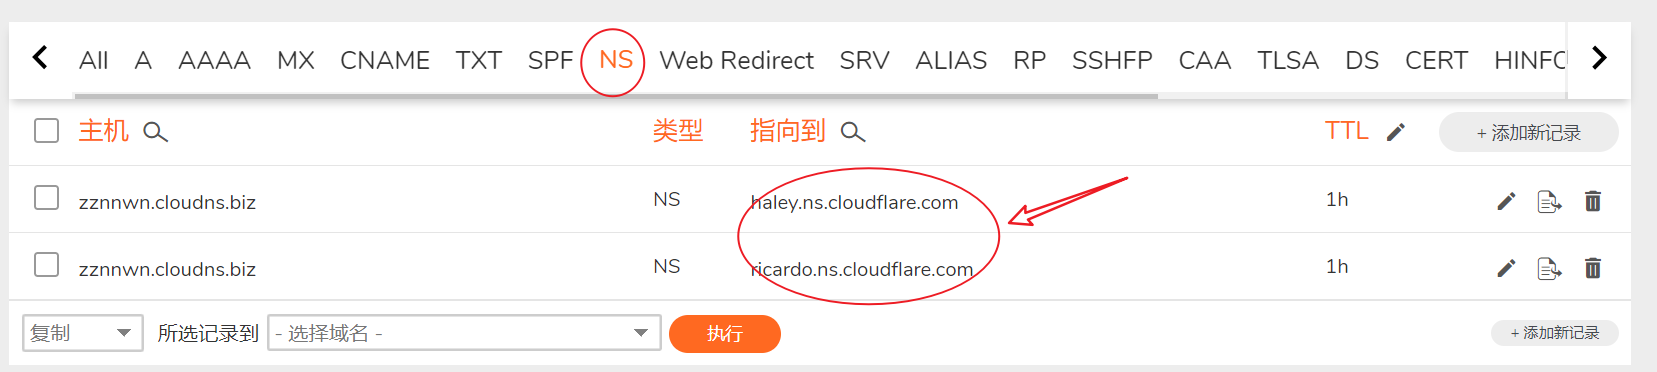 All A AAAA MX CNAME TXT SPF NS Web Redirect SRV ALIAS RP SSHFP CAA TLSA DS CERT HINFO
主机 类型 指向到 TTL + 添加新记录
zznnwn.cloudns.biz NS haley.ns.cloudflare.com 1h
zznnwn.cloudns.biz NS ricardo.ns.cloudflare.com 1h
复制 所选记录到 - 选择域名 - 执行 + 添加新记录